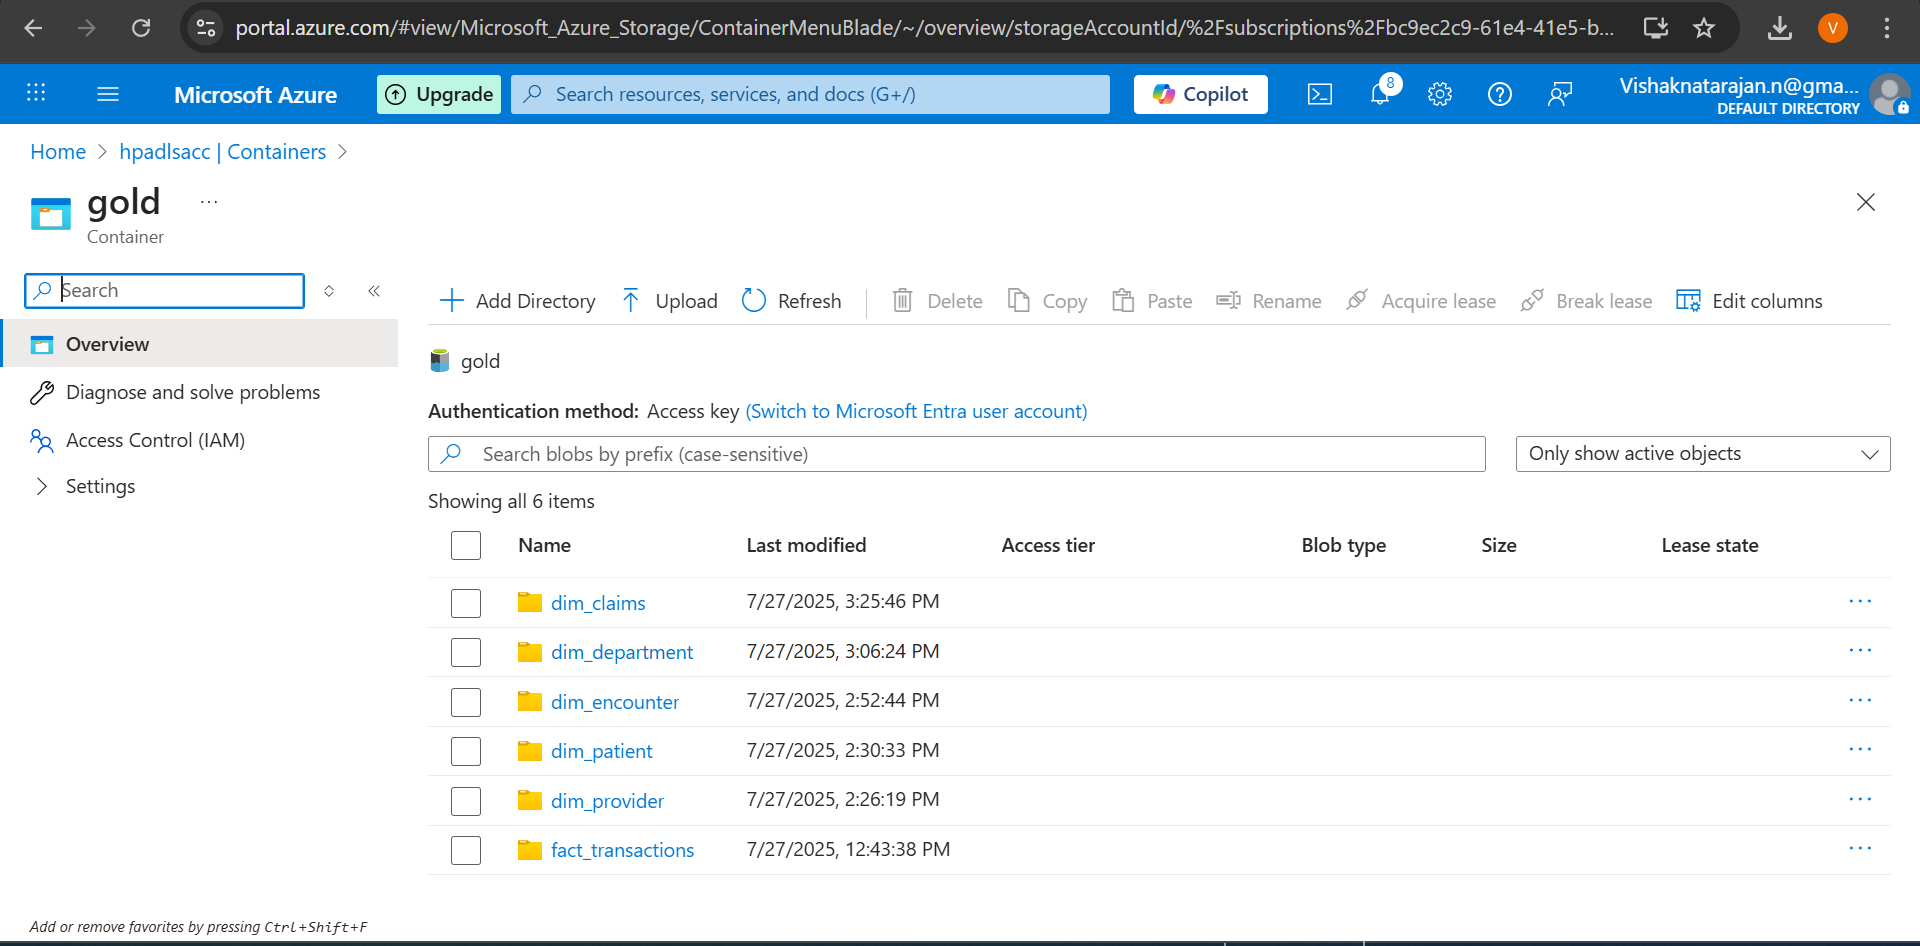 portal.azure.com/#view/Microsoft_Azure_Storage/ContainerMenuBlade/~/overview/storageAccountId/%2Fsubscriptions%2Fbc9ec2c9-61e4-41e5-b... V
Microsoft Azure Upgrade Search resources, services, and docs (G+/) Copilot 8 Vishaknatarajan.n@gma...
DEFAULT DIRECTORY
Home > hpadlsacc | Containers >
gold ...
Container
Search
Add Directory Upload Refresh Delete Copy Paste Rename Acquire lease Break lease Edit columns
Overview
Diagnose and solve problems
Access Control (IAM)
Settings
gold
Authentication method: Access key (Switch to Microsoft Entra user account)
Search blobs by prefix (case-sensitive) Only show active objects
Showing all 6 items
Name Last modified Access tier Blob type Size Lease state
dim_claims 7/27/2025, 3:25:46 PM ...
dim_department 7/27/2025, 3:06:24 PM ...
dim_encounter 7/27/2025, 2:52:44 PM ...
dim_patient 7/27/2025, 2:30:33 PM ...
dim_provider 7/27/2025, 2:26:19 PM ...
fact_transactions 7/27/2025, 12:43:38 PM ...
Add or remove favorites by pressing Ctrl+Shift+F